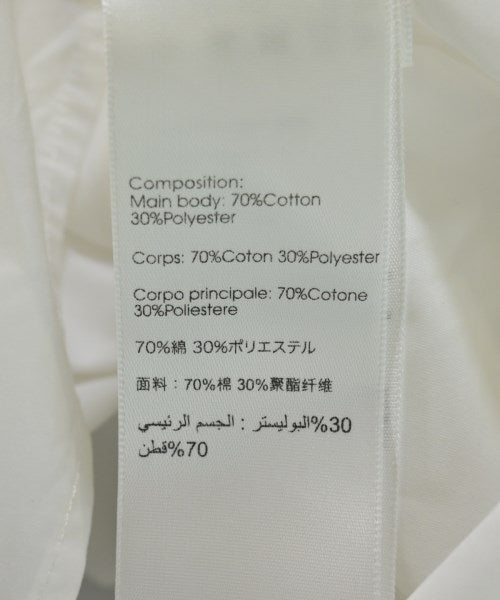 Composition:
Main body: 70%Cotton
30%Polyester
Corps: 70%Coton 30%Polyester
Corpo principale: 70%Cotone
30%Poliestere
70%綿 30%ポリエステル
面料：70%棉 30%聚酯纤维
30%البوليستر : الجسم الرئيسي
70%قطن